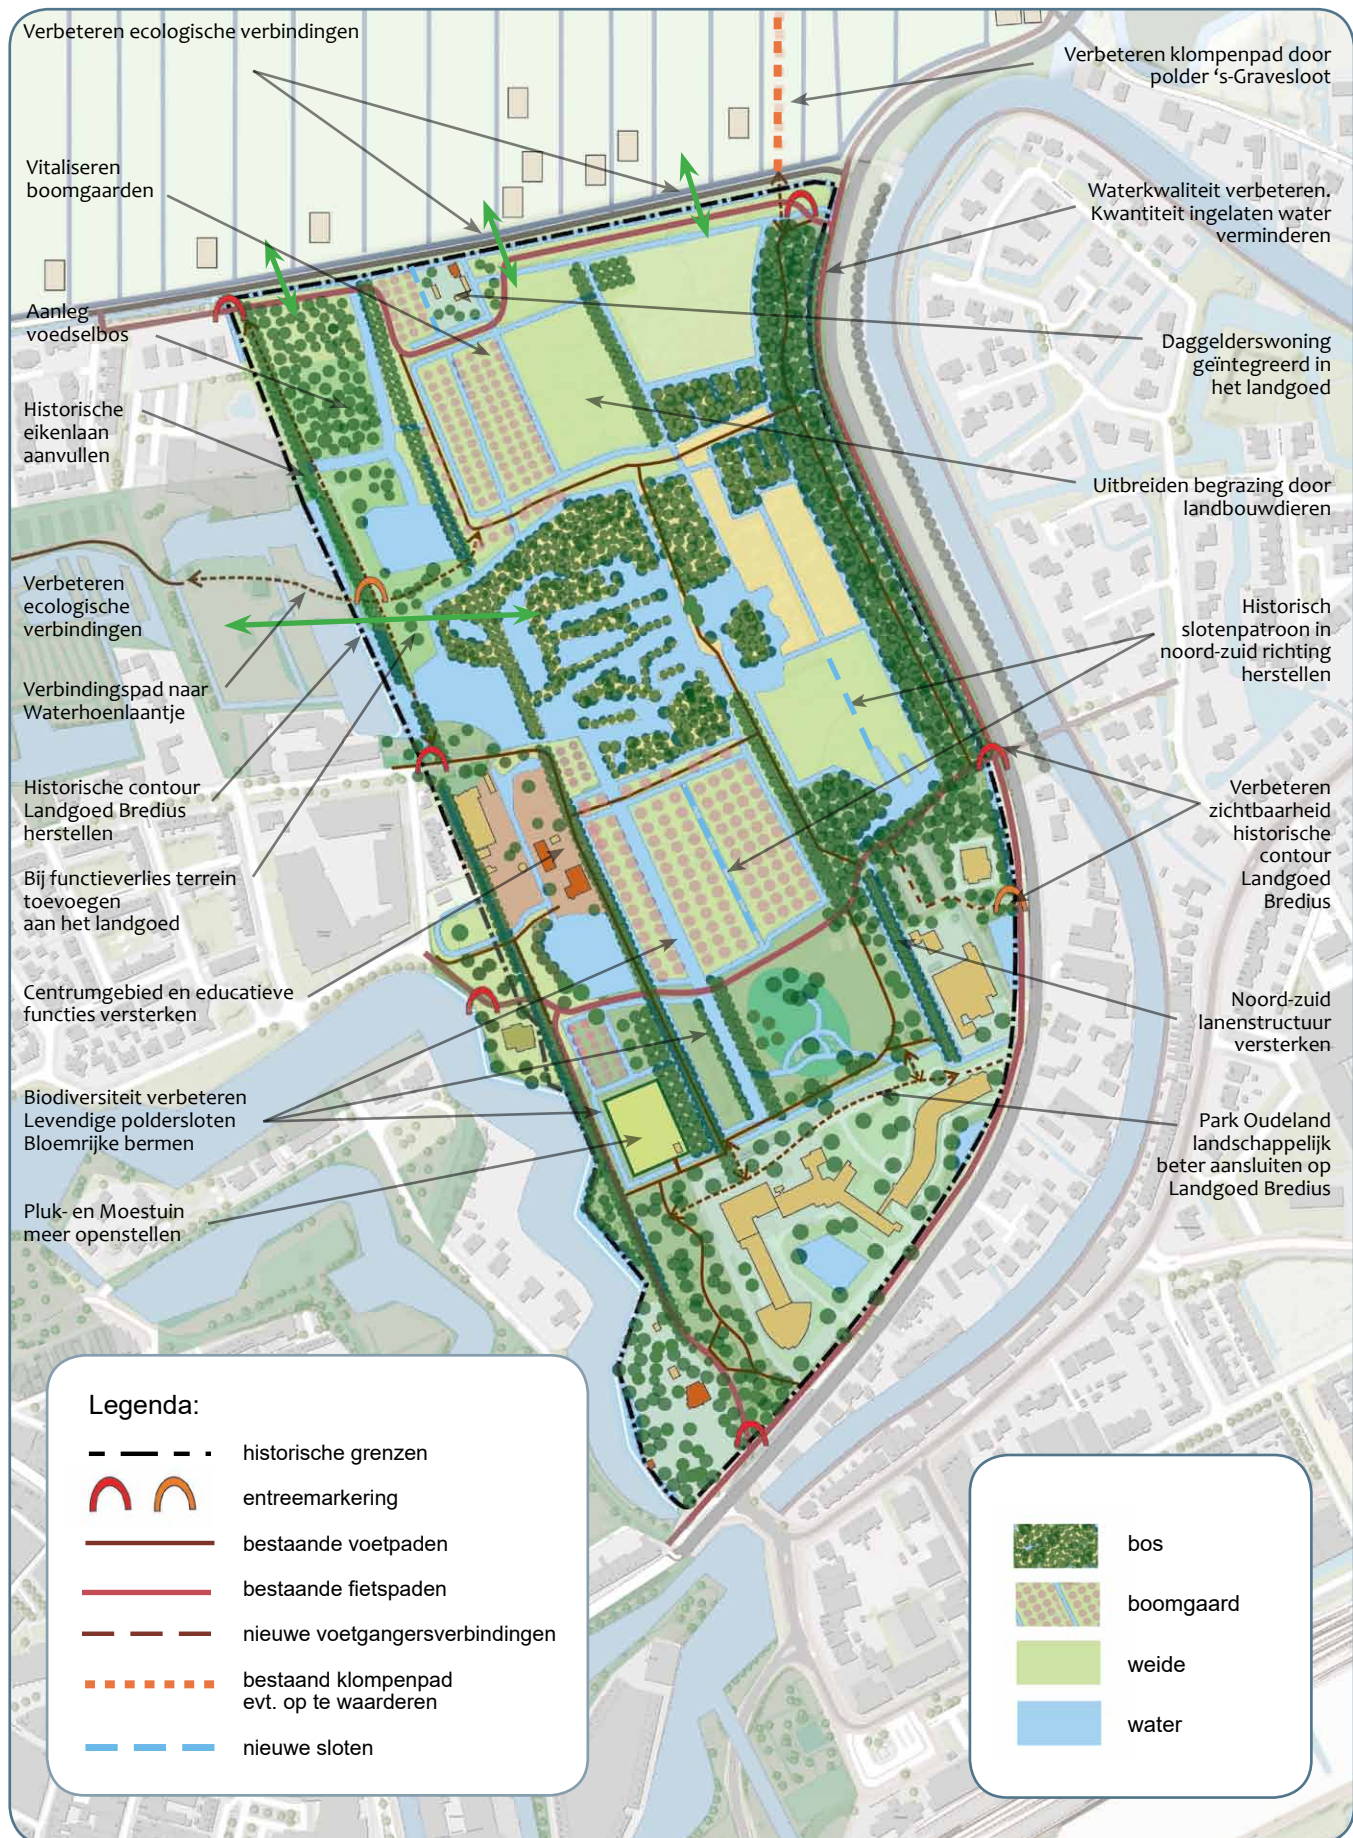 Verbeteren ecologische verbindingen
Verbeteren klompenpad door
polder ‘s-Gravesloot
Vitaliseren
boomgaarden
Waterkwaliteit verbeteren.
Kwantiteit ingelaten water
verminderen
Aanleg
voedselbos
Daggelderswoning
geïntegreerd in
het landgoed
Historische
eikenlaan
aanvullen
Uitbreiden begrazing door
landbouwdieren
Verbeteren
ecologische
verbindingen
Historisch
slotenpatroon in
noord-zuid richting
herstellen
Verbindingspad naar
Waterhoenlaantje
Historische contour
Landgoed Bredius
herstellen
Verbeteren
zichtbaarheid
historische
contour
Landgoed
Bredius
Bij functieverlies terrein
toevoegen
aan het landgoed
Centrumgebied en educatieve
functies versterken
Noord-zuid
lanenstructuur
versterken
Biodiversiteit verbeteren
Levendige poldersloten
Bloemrijke bermen
Park Oudeland
landschappelijk
beter aansluiten op
Landgoed Bredius
Pluk- en Moestuin
meer openstellen
Legenda:
historische grenzen
entreemarkering
bestaande voetpaden
bestaande fietspaden
nieuwe voetgangersverbindingen
bestaand klompenpad
evt. op te waarderen
nieuwe sloten
bos
boomgaard
weide
water